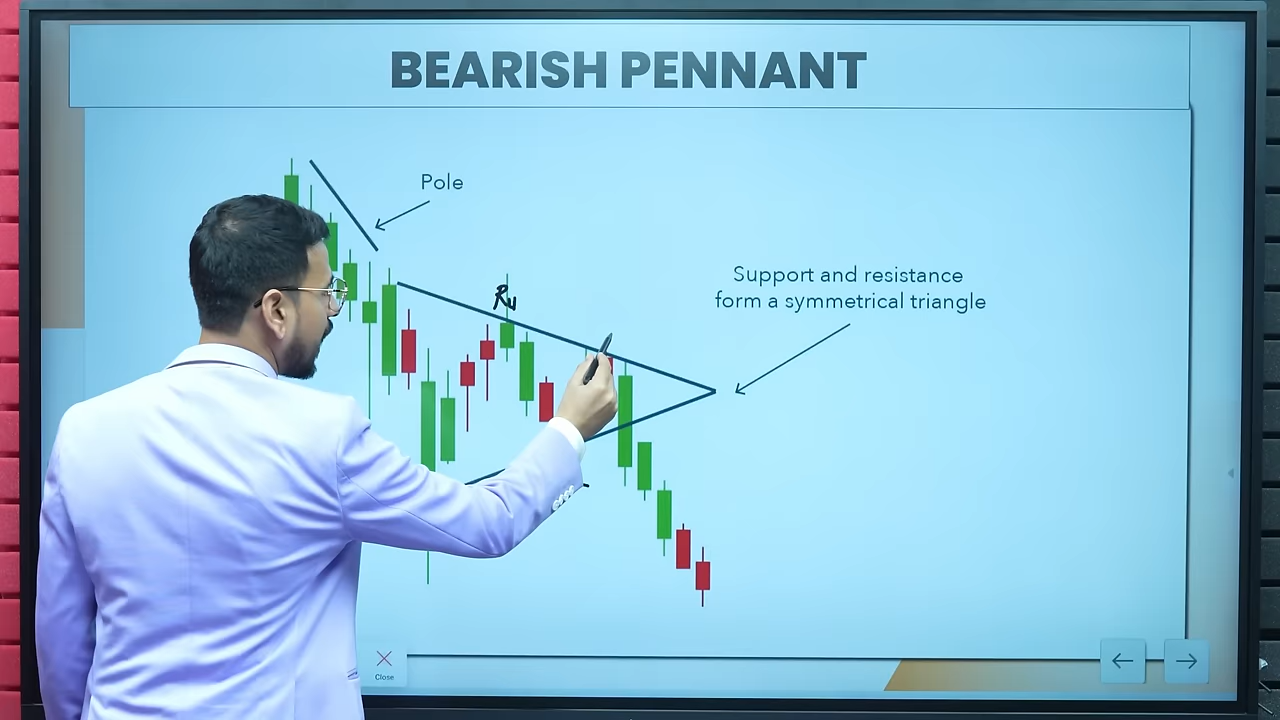 BEARISH PENNANT
Pole
Support and resistance
form a symmetrical triangle
Close